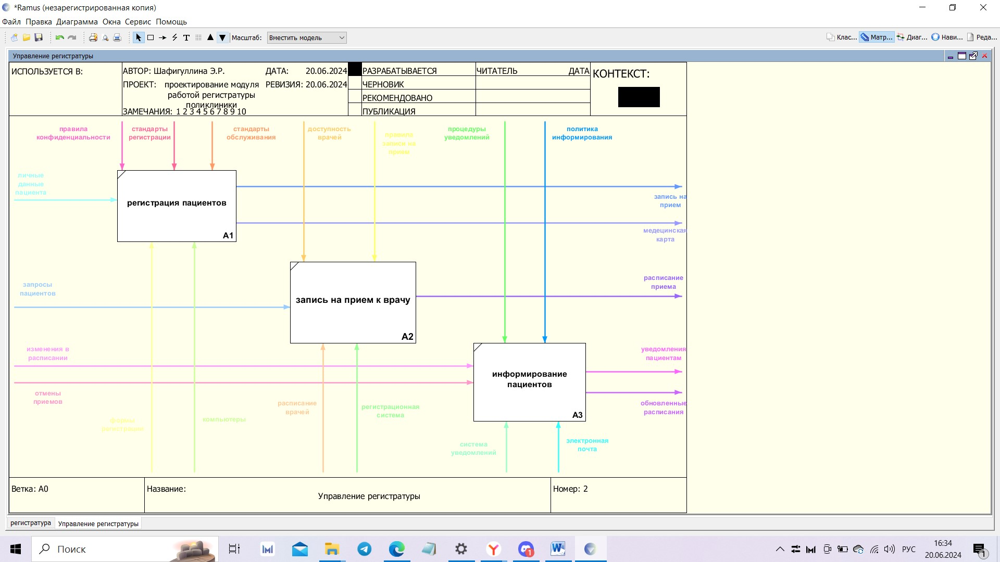 *Ramus (незарегистрированная копия)
Файл Правка Диаграмма Окна Сервис Помощь
Масштаб: Вместить модель
Клас... Матр... Диаг... Нави... Реда...
Управление регистратуры
ИСПОЛЬЗУЕТСЯ В:
АВТОР: Шафигуллина Э.Р. ДАТА: 20.06.2024
ПРОЕКТ: проектирование модуля РЕВИЗИЯ: 20.06.2024
работой регистратуры
поликлиники
ЗАМЕЧАНИЯ: 1 2 3 4 5 6 7 8 9 10
РАЗРАБАТЫВАЕТСЯ
ЧЕРНОВИК
РЕКОМЕНДОВАНО
ПУБЛИКАЦИЯ
ЧИТАТЕЛЬ ДАТА
КОНТЕКСТ:
правила
конфиденциальности
стандарты
регистрации
стандарты
обслуживания
доступность
врачей
правила
записи на
прием
процедуры
уведомлений
политика
информирования
личные
данные
пациента
регистрация пациентов
A1
запись на
прием
медецинская
карта
запросы
пациентов
запись на прием к врачу
A2
расписание
приема
изменения в
расписании
отмены
приемов
информирование
пациентов
A3
уведомления
пациентам
обновленные
расписания
формы
регистрации
компьютеры
расписание
врачей
регистрационная
система
система
уведомлений
электронная
почта
Ветка: A0
Название:
Управление регистратуры
Номер: 2
регистратура Управление регистратуры
Поиск
1
РУС
16:34
20.06.2024
1